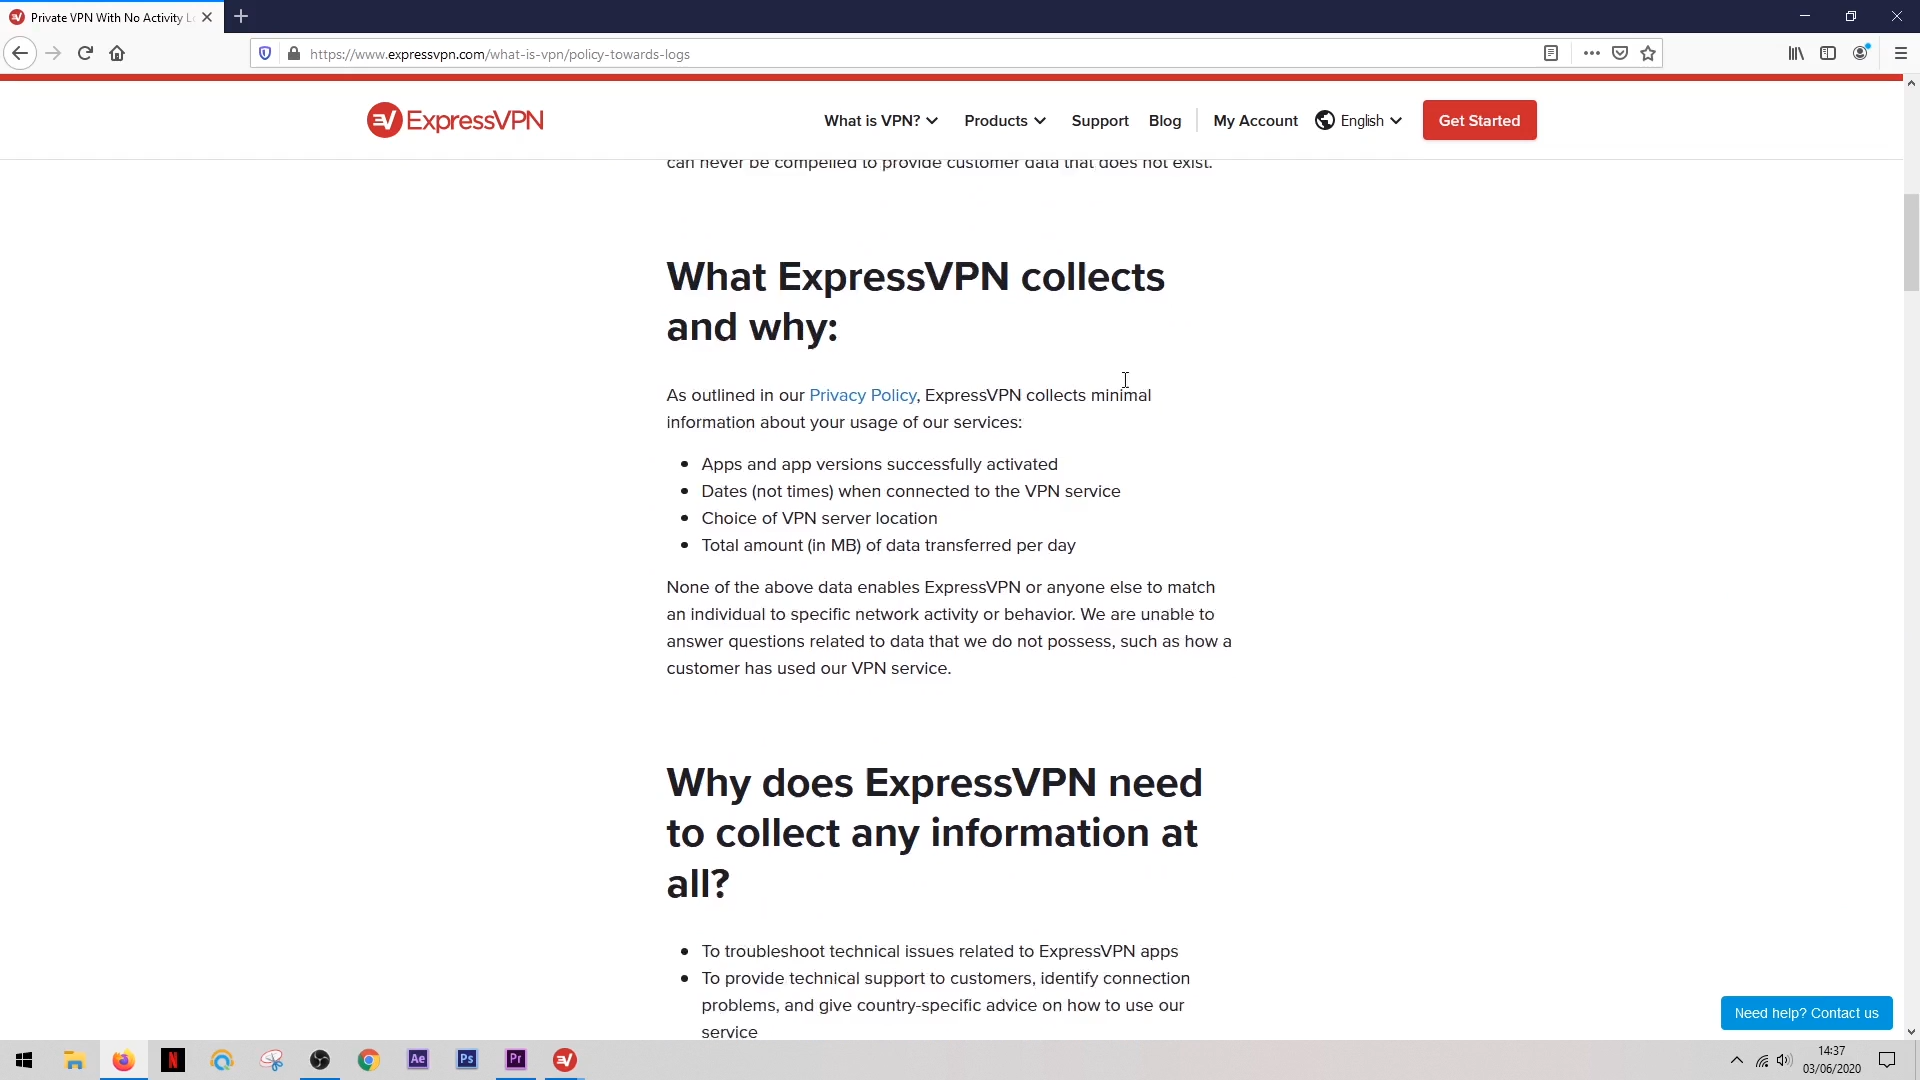 Private VPN With No Activity Lo
https://www.expressvpn.com/what-is-vpn/policy-towards-logs
ExpressVPN
What is VPN?
Products
Support
Blog
My Account
English
Get Started
can never be compelled to provide customer data that does not exist.
What ExpressVPN collects
and why:
As outlined in our Privacy Policy, ExpressVPN collects minimal
information about your usage of our services:
• Apps and app versions successfully activated
• Dates (not times) when connected to the VPN service
• Choice of VPN server location
• Total amount (in MB) of data transferred per day
None of the above data enables ExpressVPN or anyone else to match
an individual to specific network activity or behavior. We are unable to
answer questions related to data that we do not possess, such as how a
customer has used our VPN service.
Why does ExpressVPN need
to collect any information at
all?
• To troubleshoot technical issues related to ExpressVPN apps
• To provide technical support to customers, identify connection
problems, and give country-specific advice on how to use our
service
Need help? Contact us
N
Ae
Ps
Pr
14:37
03/06/2020